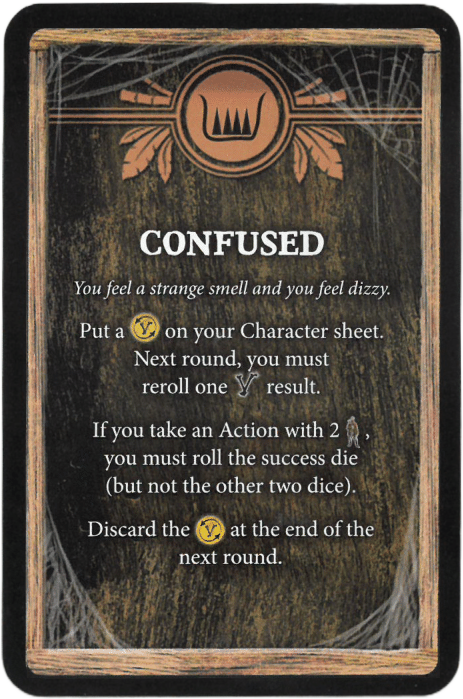 CONFUSED
You feel a strange smell and you feel dizzy.
Put a on your Character sheet.
Next round, you must
reroll one result.
If you take an Action with 2 ,
you must roll the success die
(but not the other two dice).
Discard the at the end of the
next round.